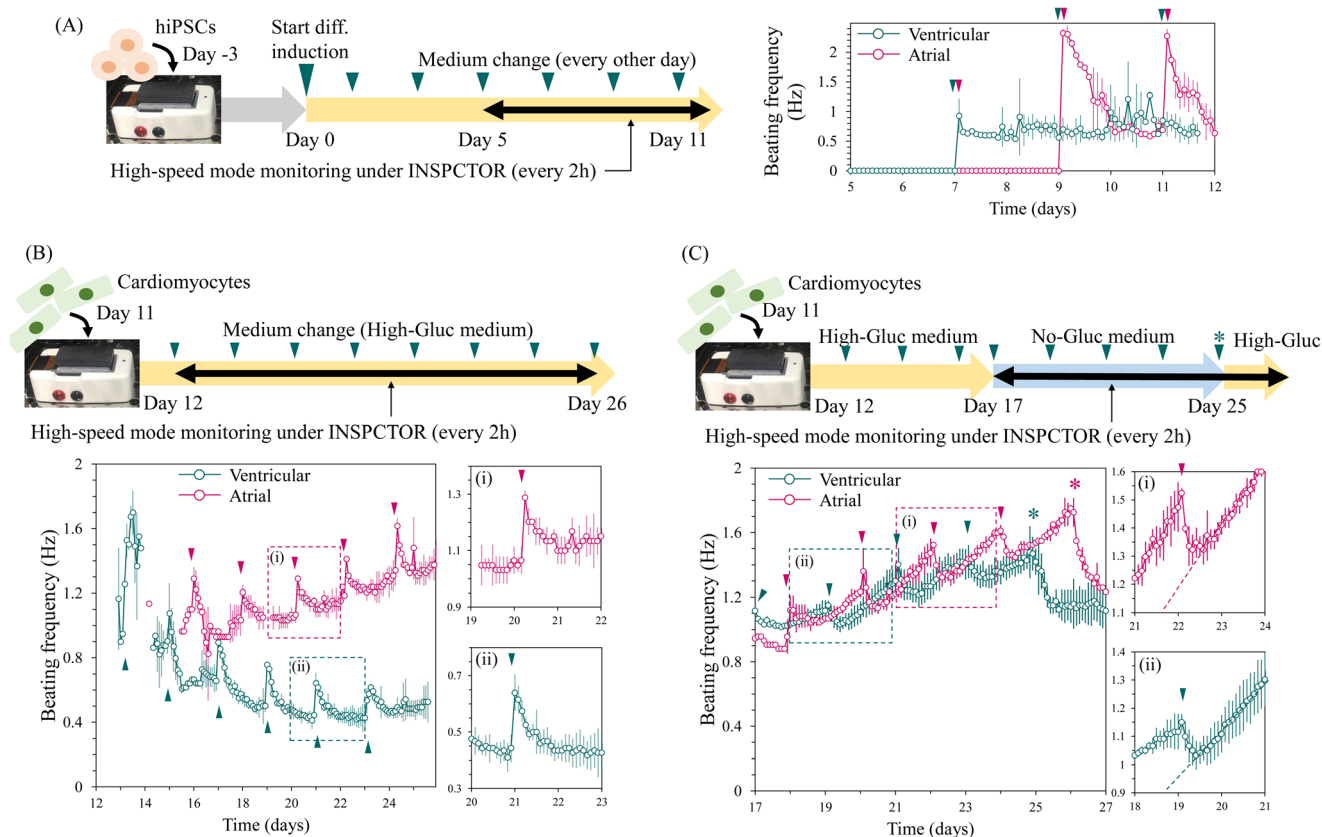 (A)
hiPSCs
Day -3
Start diff.
induction
Medium change (every other day)
Day 0
Day 5
Day 11
High-speed mode monitoring under INSPCTOR (every 2h)
Ventricular
Atrial
Beating frequency
(Hz)
2
1.5
1
0.5
0
5
6
7
8
9
10
11
12
Time (days)
(B)
Cardiomyocytes
Day 11
Medium change (High-Gluc medium)
Day 12
Day 26
High-speed mode monitoring under INSPCTOR (every 2h)
Ventricular
Atrial
Beating frequency (Hz)
2
1.6
1.2
0.8
0.4
0
12
14
16
18
20
22
24
Time (days)
(i)
(ii)
(i)
1.3
1.1
0.9
19
20
21
22
(ii)
0.7
0.5
0.3
20
21
22
23
(C)
Cardiomyocytes
Day 11
High-Gluc medium
No-Gluc medium
* High-Gluc
Day 12
Day 17
Day 25
High-speed mode monitoring under INSPCTOR (every 2h)
Ventricular
Atrial
*
*
Beating frequency (Hz)
2
1.6
1.2
0.8
0.4
0
17
19
21
23
25
27
Time (days)
(i)
(ii)
(i)
1.6
1.5
1.4
1.3
1.2
1.1
21
22
23
24
(ii)
1.4
1.3
1.2
1.1
1
0.9
18
19
20
21